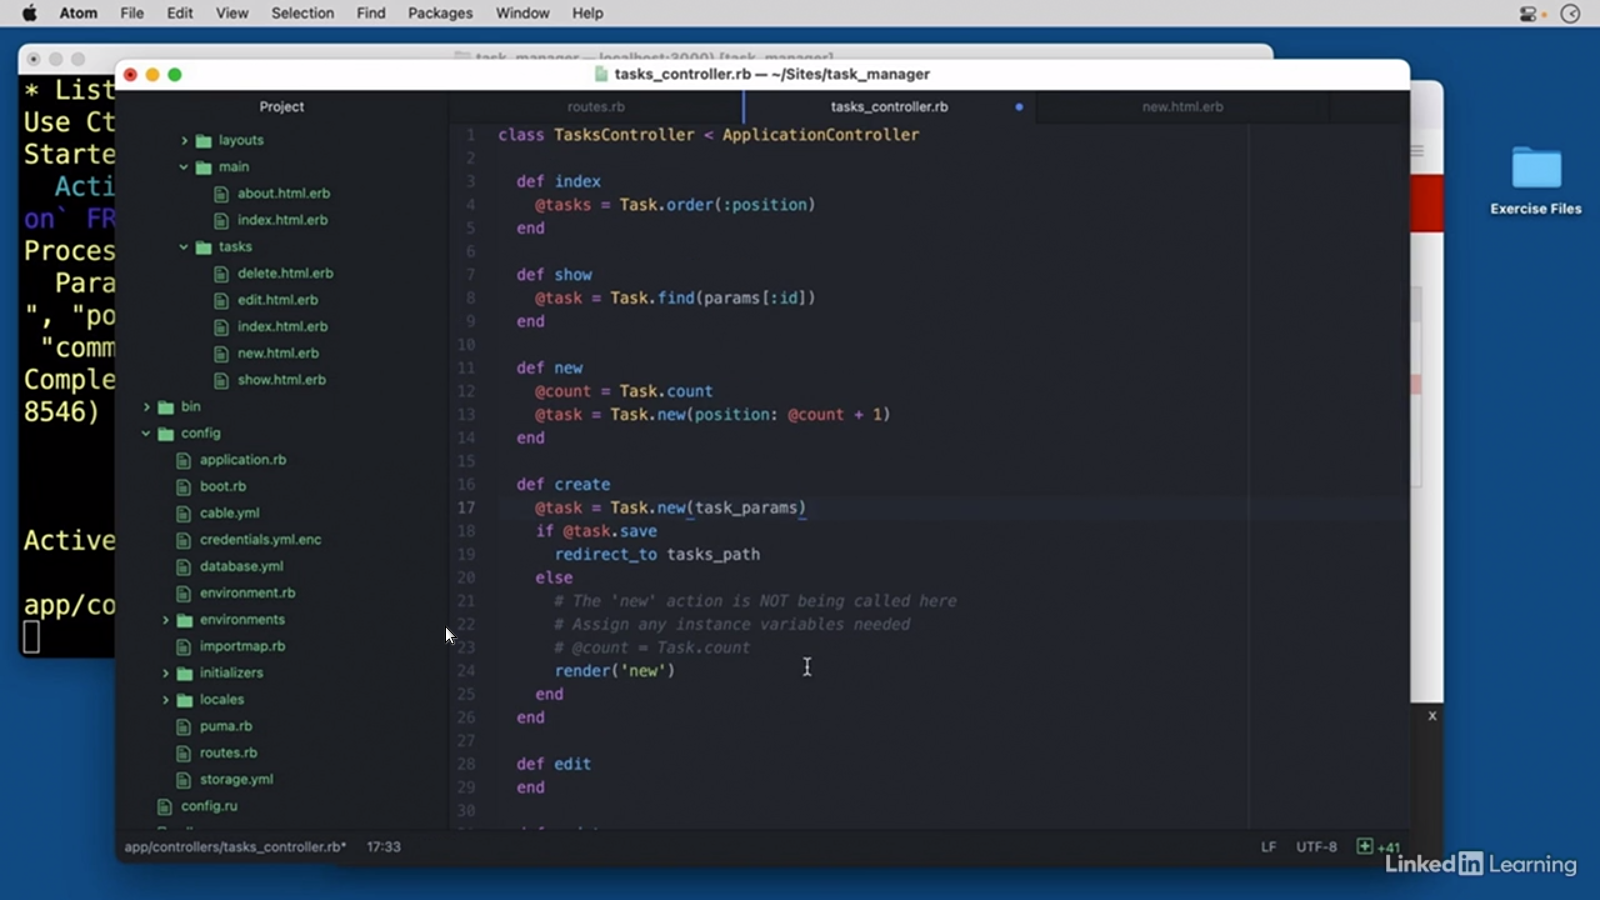 Atom File Edit View Selection Find Packages Window Help
task_manager — localhost:3000) [task_manager]
* List
Use Ct
Starte
Acti
on` FR
Proces
Para
", "po
"comm
Comple
8546)
Active
app/co
tasks_controller.rb — ~/Sites/task_manager
Project
layouts
main
about.html.erb
index.html.erb
tasks
delete.html.erb
edit.html.erb
index.html.erb
new.html.erb
show.html.erb
bin
config
application.rb
boot.rb
cable.yml
credentials.yml.enc
database.yml
environment.rb
environments
importmap.rb
initializers
locales
puma.rb
routes.rb
storage.yml
config.ru
routes.rb tasks_controller.rb new.html.erb
1 class TasksController < ApplicationController
2
3 def index
4 @tasks = Task.order(:position)
5 end
6
7 def show
8 @task = Task.find(params[:id])
9 end
10
11 def new
12 @count = Task.count
13 @task = Task.new(position: @count + 1)
14 end
15
16 def create
17 @task = Task.new(task_params)
18 if @task.save
19 redirect_to tasks_path
20 else
21 # The 'new' action is NOT being called here
22 # Assign any instance variables needed
23 # @count = Task.count
24 render('new')
25 end
26 end
27
28 def edit
29 end
30
app/controllers/tasks_controller.rb* 17:33 LF UTF-8 +41
x
Exercise Files
LinkedIn Learning